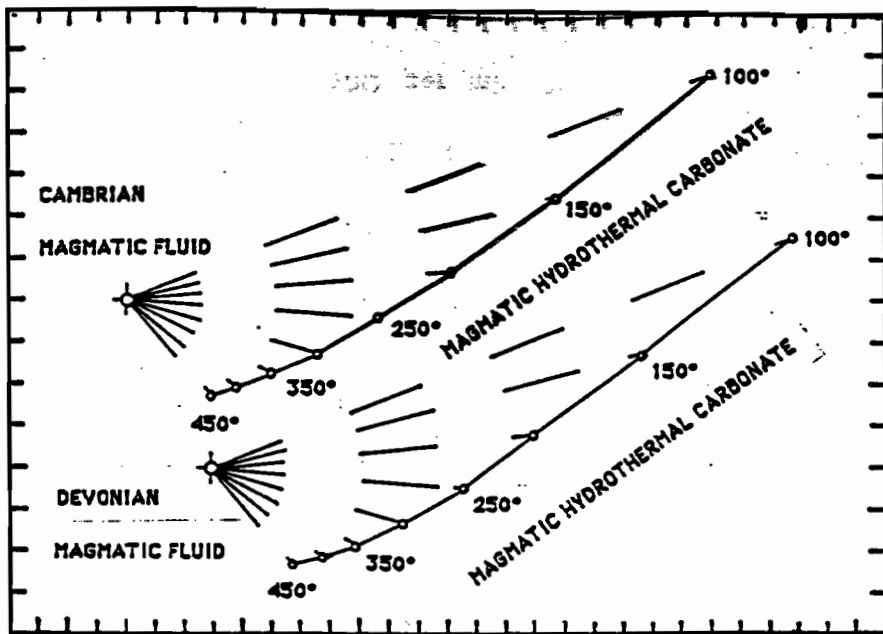 100°
CAMBRIAN
MAGMATIC FLUID
150°
MAGMATIC HYDROTHERMAL CARBONATE
250°
350°
450°
100°
150°
MAGMATIC HYDROTHERMAL CARBONATE
250°
350°
450°
DEVONIAN
MAGMATIC FLUID